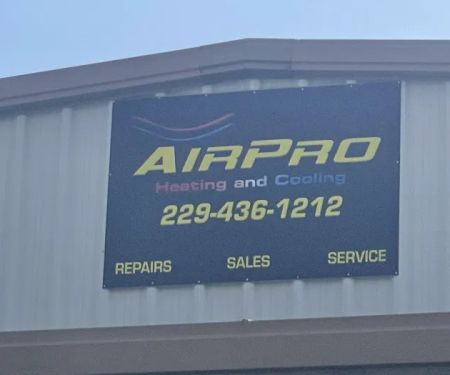 AIRPRO
Heating and Cooling
229-436-1212
REPAIRS SALES SERVICE